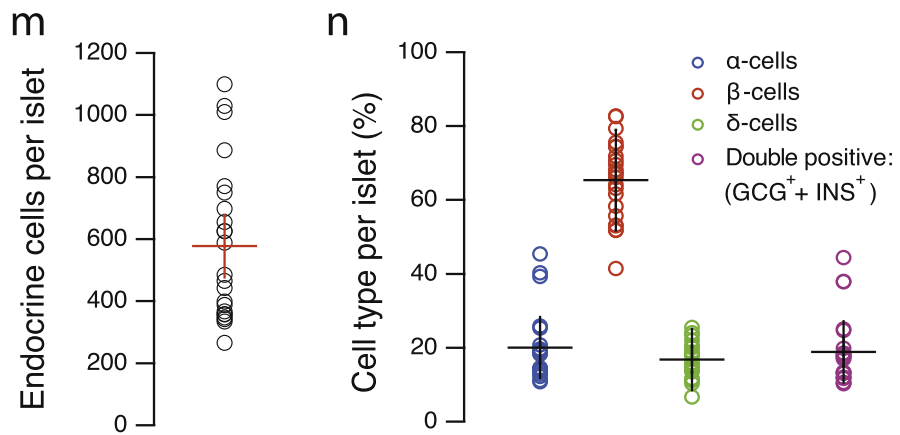 m
Endocrine cells per islet
1200
1000
800
600
400
200
0
n
Cell type per islet (%)
100
80
60
40
20
0
α-cells
β-cells
δ-cells
Double positive:
(GCG⁺+ INS⁺)